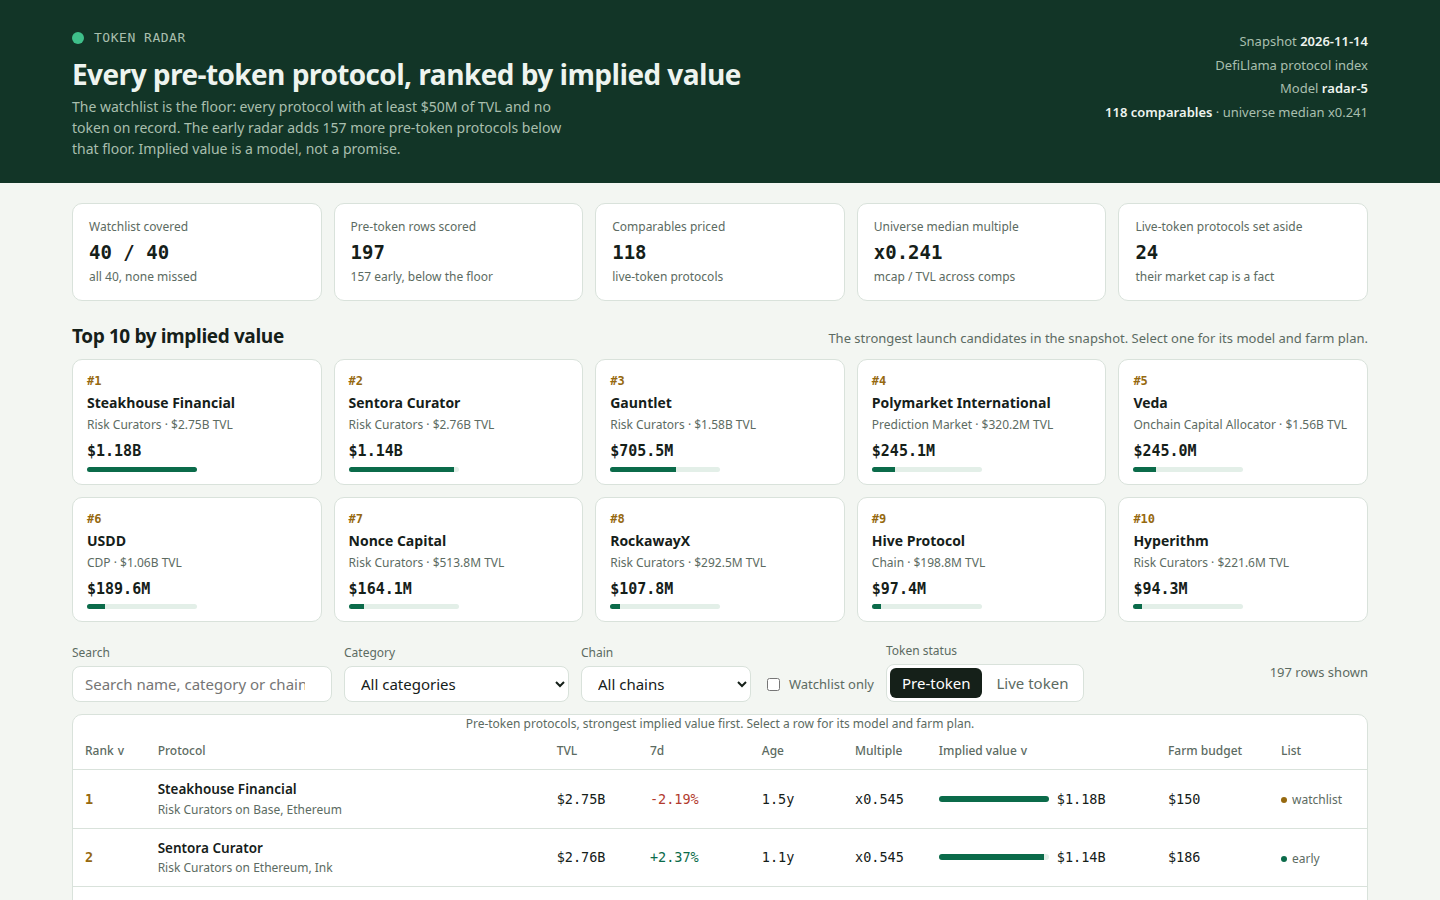 TOKEN RADAR
Every pre-token protocol, ranked by implied value
The watchlist is the floor: every protocol with at least $50M of TVL and no
token on record. The early radar adds 157 more pre-token protocols below
that floor. Implied value is a model, not a promise.
Snapshot 2026-11-14
DefiLlama protocol index
Model radar-5
118 comparables · universe median x0.241
Watchlist covered
40 / 40
all 40, none missed
Pre-token rows scored
197
157 early, below the floor
Comparables priced
118
live-token protocols
Universe median multiple
x0.241
mcap / TVL across comps
Live-token protocols set aside
24
their market cap is a fact
Top 10 by implied value
The strongest launch candidates in the snapshot. Select one for its model and farm plan.
#1
Steakhouse Financial
Risk Curators · $2.75B TVL
$1.18B
#2
Sentora Curator
Risk Curators · $2.76B TVL
$1.14B
#3
Gauntlet
Risk Curators · $1.58B TVL
$705.5M
#4
Polymarket International
Prediction Market · $320.2M TVL
$245.1M
#5
Veda
Onchain Capital Allocator · $1.56B TVL
$245.0M
#6
USDD
CDP · $1.06B TVL
$189.6M
#7
Nonce Capital
Risk Curators · $513.8M TVL
$164.1M
#8
RockawayX
Risk Curators · $292.5M TVL
$107.8M
#9
Hive Protocol
Chain · $198.8M TVL
$97.4M
#10
Hyperithm
Risk Curators · $221.6M TVL
$94.3M
Search
Search name, category or chain
Category
All categories
Chain
All chains
Watchlist only
Token status
Pre-token
Live token
197 rows shown
Pre-token protocols, strongest implied value first. Select a row for its model and farm plan.
Rank v Protocol TVL 7d Age Multiple Implied value v Farm budget List
1 Steakhouse Financial $2.75B -2.19% 1.5y x0.545 $1.18B $150 watchlist
Risk Curators on Base, Ethereum
2 Sentora Curator $2.76B +2.37% 1.1y x0.545 $1.14B $186 early
Risk Curators on Ethereum, Ink